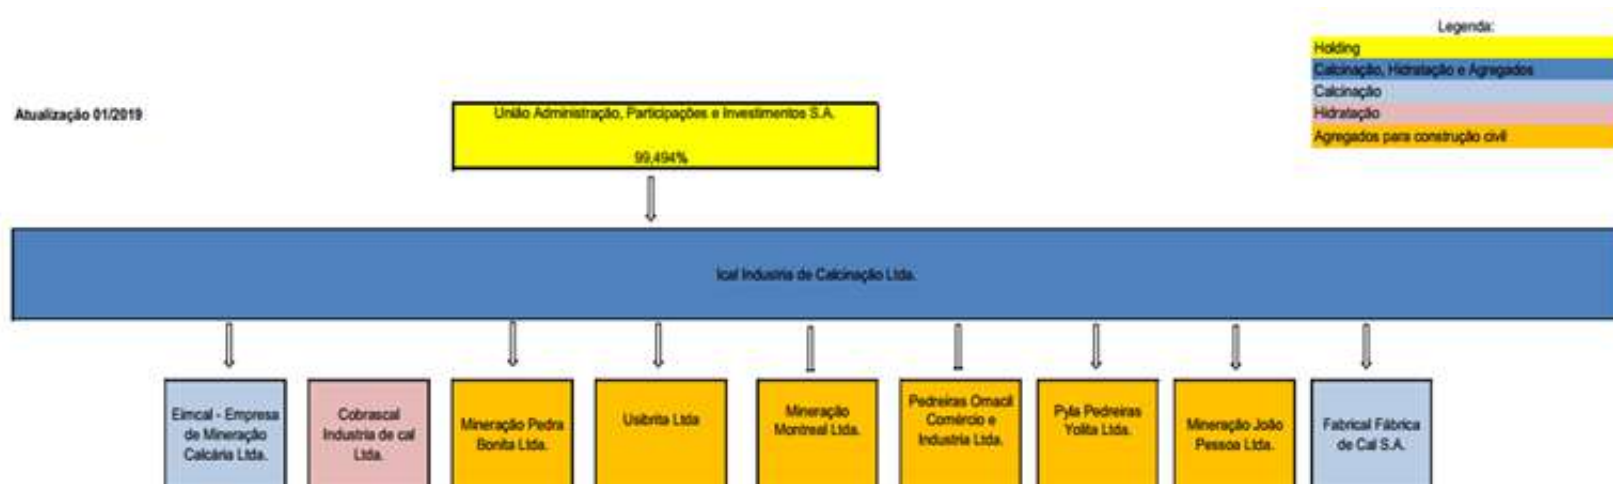 Legenda:
Holding
Calcinação, Hidratação e Agregados
Calcinação
Hidratação
Agregados para construção civil
Atualização 01/2019
União Administração, Participações e Investimentos S.A.
99,494%
Ical Industria de Calcinação Ltda.
Eimcal - Empresa
de Mineração
Calcária Ltda.
Cobrascal
Industria de cal
Ltda.
Mineração Pedra
Bonita Ltda.
Usibrita Ltda
Mineração
Montreal Ltda.
Pedreiras Omacil
Comércio e
Industria Ltda.
Pyla Pedreiras
Yolita Ltda.
Mineração João
Pessoa Ltda.
Fabrical Fábrica
de Cal S.A.